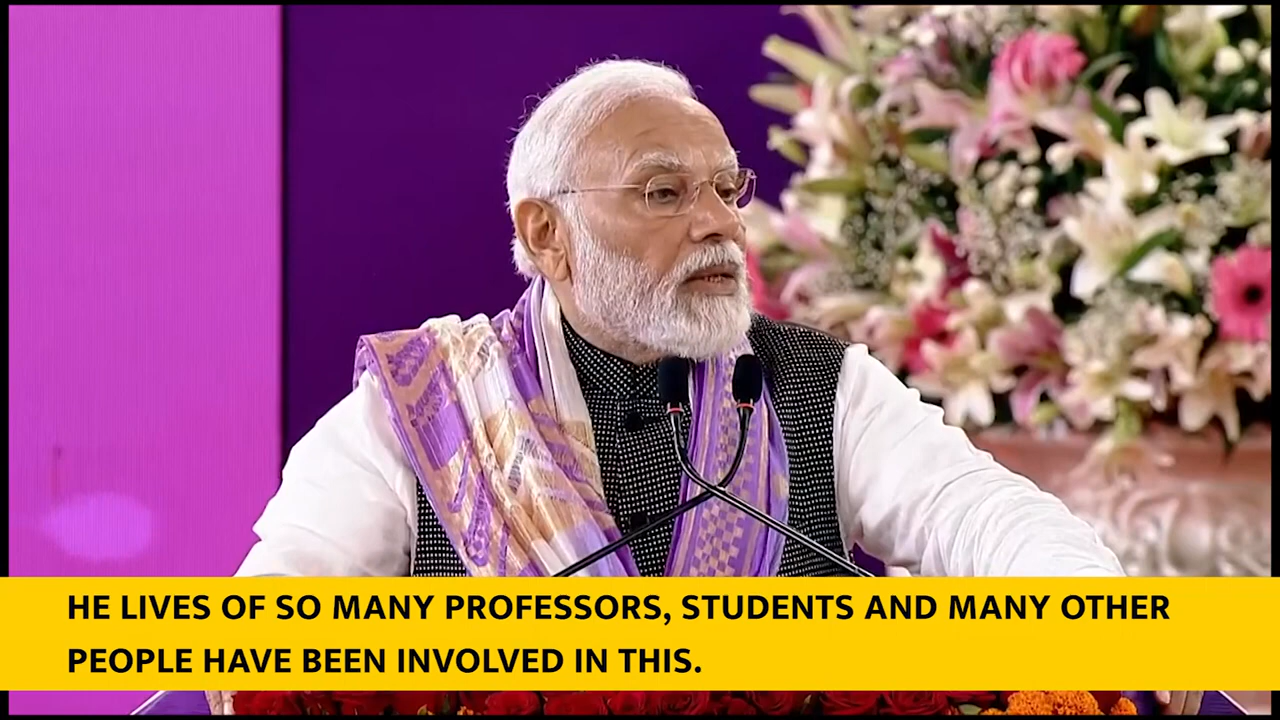 HE LIVES OF SO MANY PROFESSORS, STUDENTS AND MANY OTHER
PEOPLE HAVE BEEN INVOLVED IN THIS.